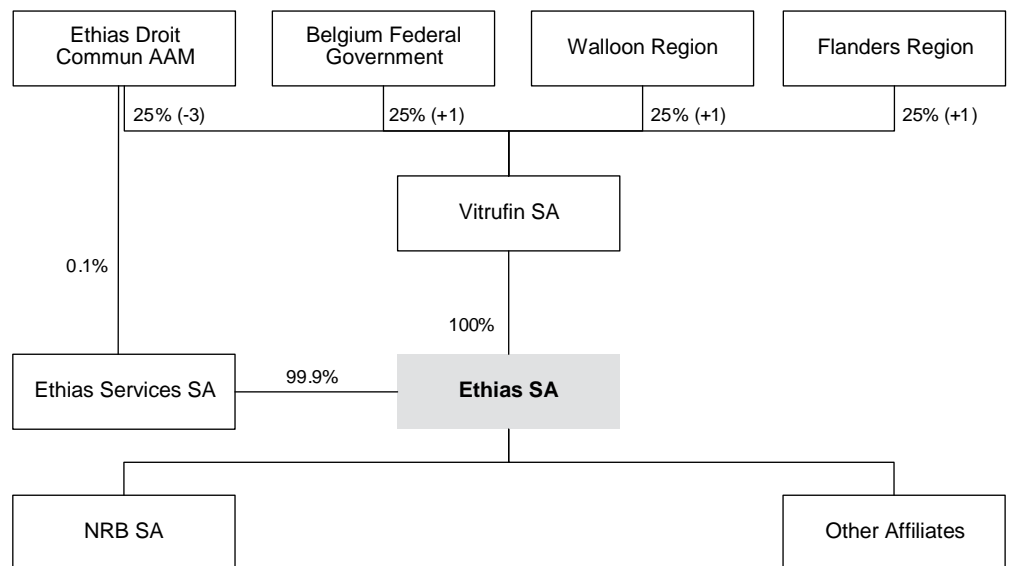 Ethias Droit
Commun AAM
Belgium Federal
Government
Walloon Region
Flanders Region
25% (-3)
25% (+1)
25% (+1)
25% (+1)
Vitrufin SA
0.1%
100%
Ethias Services SA
99.9%
Ethias SA
NRB SA
Other Affiliates